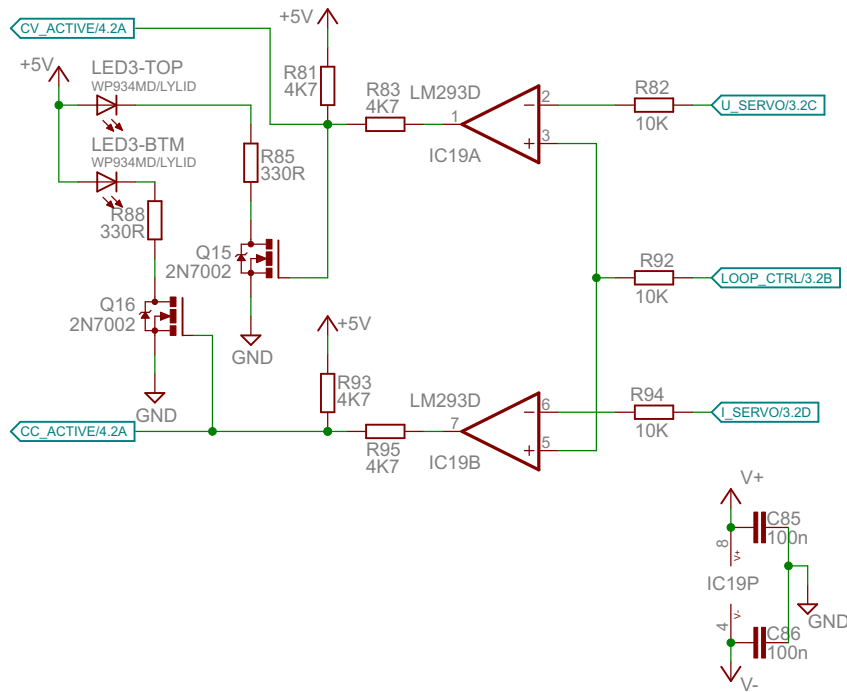 CV_ACTIVE/4.2A
+5V
+5V
LED3-TOP
WP934MD/LYLID
R81
4K7
R83
4K7
LM293D
1
2
3
IC19A
R82
10K
U_SERVO/3.2C
LED3-BTM
WP934MD/LYLID
R85
330R
R88
330R
Q15
2N7002
R92
10K
LOOP_CTRL/3.2B
Q16
2N7002
GND
+5V
GND
R93
4K7
LM293D
7
6
5
IC19B
R94
10K
I_SERVO/3.2D
CC_ACTIVE/4.2A
R95
4K7
V+
C85
100n
8
V+
IC19P
GND
4
V-
C86
100n
V-